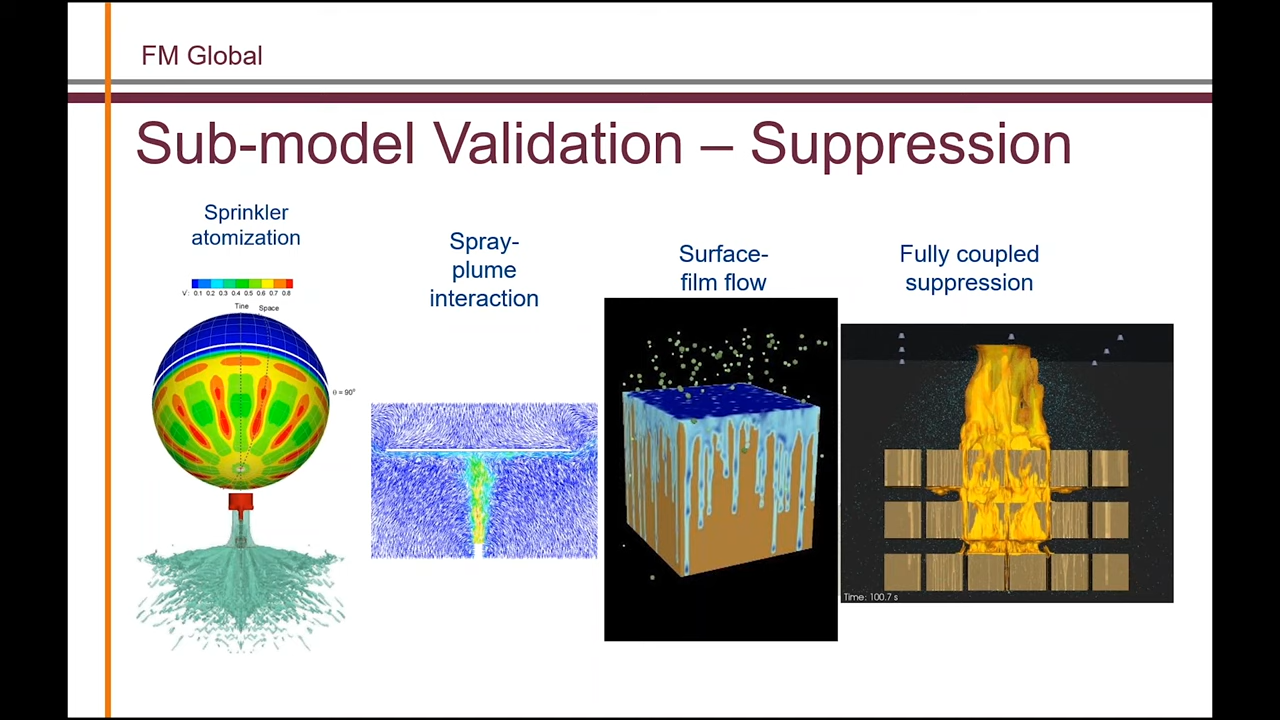 FM Global
Sub-model Validation – Suppression
Sprinkler
atomization
V: 0.1 0.2 0.3 0.4 0.5 0.6 0.7 0.8
Tine Space
θ = 90°
Spray-
plume
interaction
Surface-
film flow
Fully coupled
suppression
Time: 100.7 s